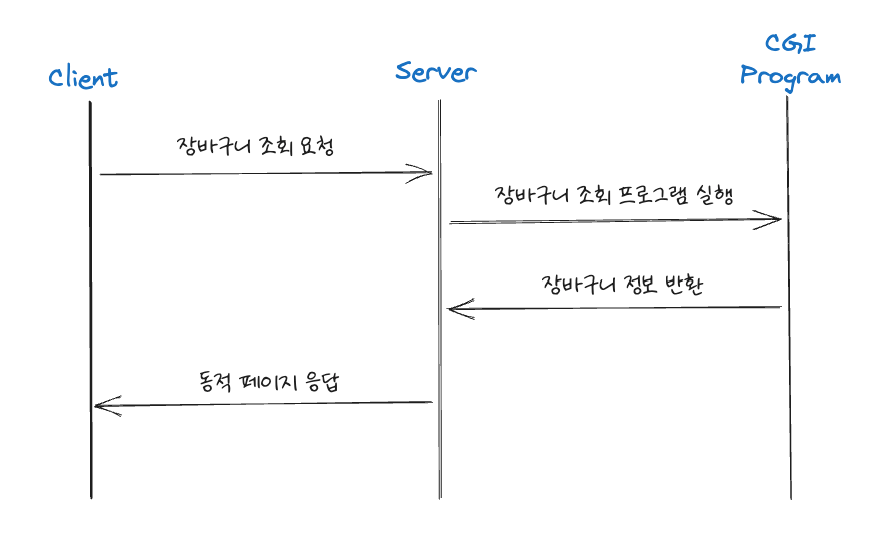 Client
Server
CGI
Program
장바구니 조회 요청
장바구니 조회 프로그램 실행
장바구니 정보 반환
동적 페이지 응답